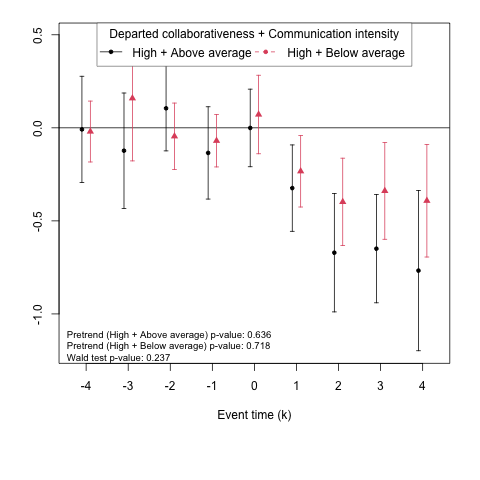 Departed collaborativeness + Communication intensity
High + Above average
High + Below average
0.5
0.0
-0.5
-1.0
Pretrend (High + Above average) p-value: 0.636
Pretrend (High + Below average) p-value: 0.718
Wald test p-value: 0.237
-4 -3 -2 -1 0 1 2 3 4
Event time (k)